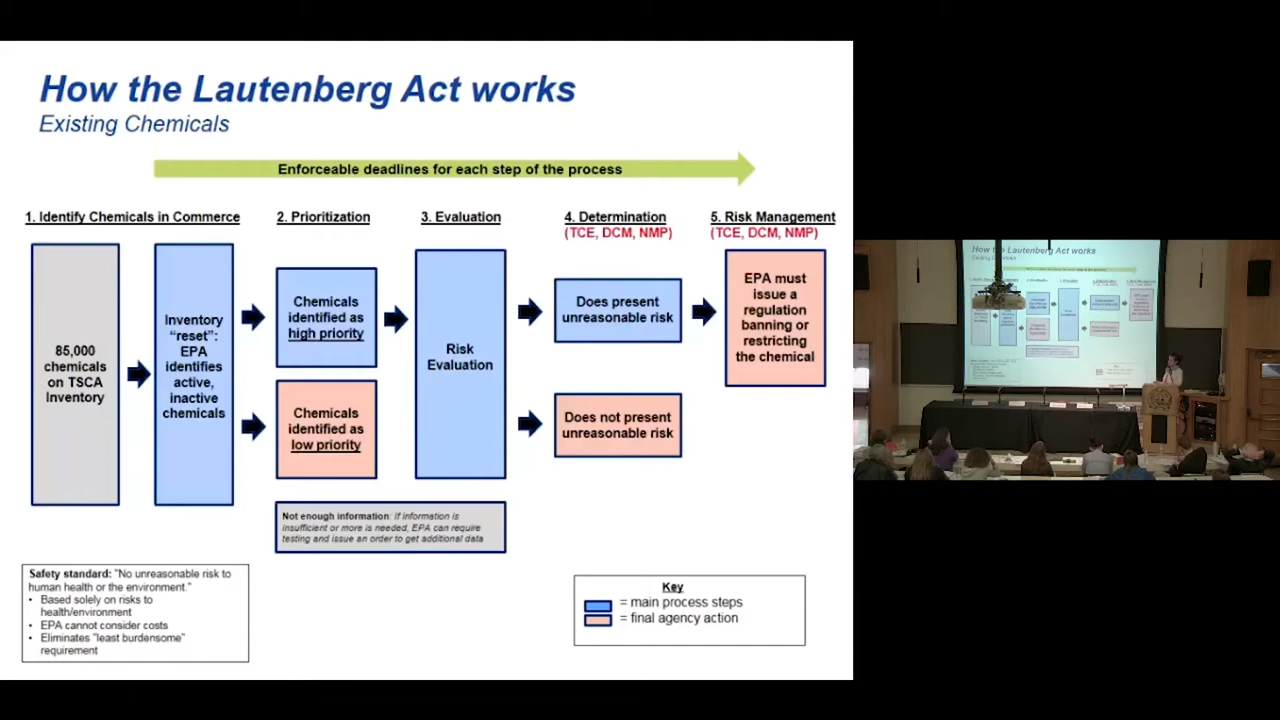 How the Lautenberg Act works
Existing Chemicals
Enforceable deadlines for each step of the process
1. Identify Chemicals in Commerce
2. Prioritization
3. Evaluation
4. Determination
(TCE, DCM, NMP)
5. Risk Management
(TCE, DCM, NMP)
85,000
chemicals
on TSCA
Inventory
Inventory
“reset”:
EPA
identifies
active,
inactive
chemicals
Chemicals
identified as
high priority
Chemicals
identified as
low priority
Risk
Evaluation
Does present
unreasonable risk
Does not present
unreasonable risk
EPA must
issue a
regulation
banning or
restricting
the chemical
Not enough information: If information is
insufficient or more is needed, EPA can require
testing and issue an order to get additional data
Safety standard: "No unreasonable risk to
human health or the environment."
• Based solely on risks to
health/environment
• EPA cannot consider costs
• Eliminates "least burdensome"
requirement
Key
= main process steps
= final agency action
How the Lautenberg Act works
Existing Chemicals